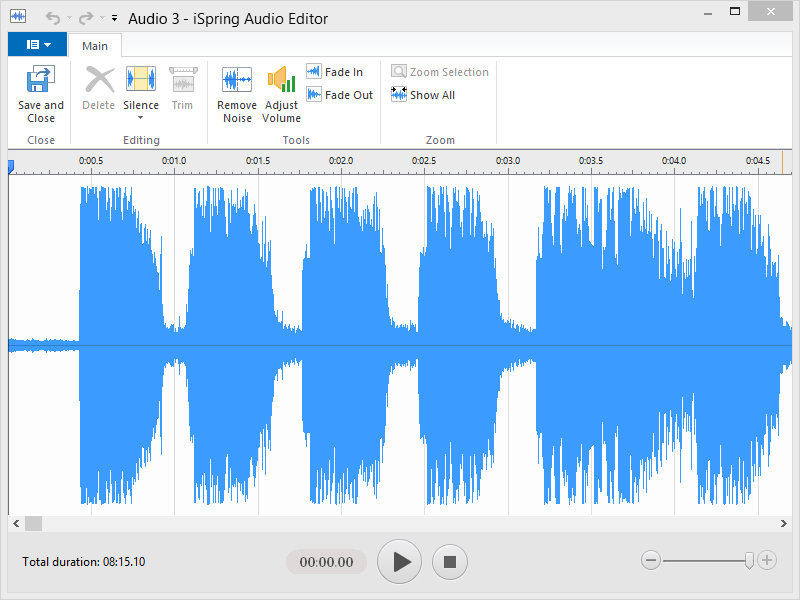 Audio 3 - iSpring Audio Editor
Main
Save and Close
Delete
Silence
Trim
Remove Noise
Adjust Volume
Fade In
Fade Out
Zoom Selection
Show All
Close
Editing
Tools
Zoom
0:00.5 0:01.0 0:01.5 0:02.0 0:02.5 0:03.0 0:03.5 0:04.0 0:04.5
Total duration: 08:15.10
00:00.00